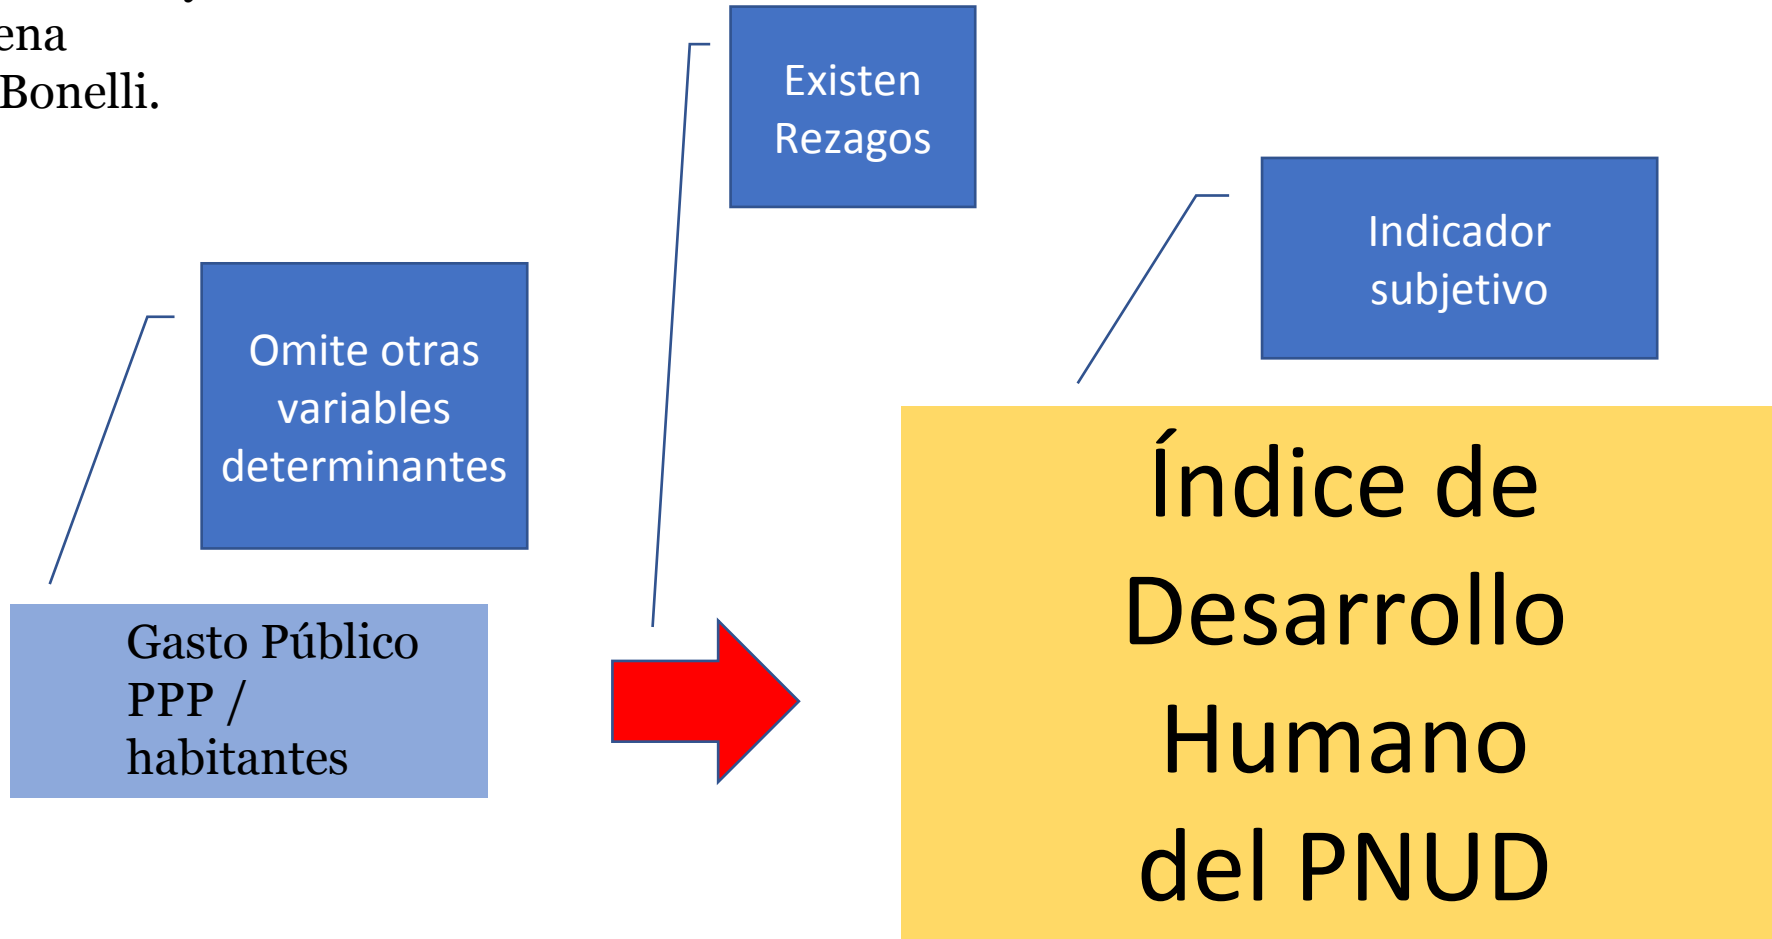 Bonelli.
Existen
Rezagos
Indicador
subjetivo
Omite otras
variables
determinantes
Gasto Público
PPP /
habitantes
Índice de
Desarrollo
Humano
del PNUD